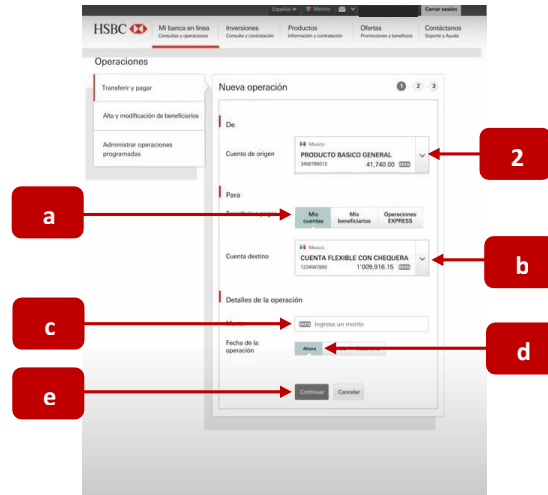 Español México Cerrar sesión
HSBC Mi banca en línea Inversiones Productos Ofertas Contáctanos
Consultas y operaciones Consulta y contratación Información y contratación Promociones y beneficios Soporte y Ayuda
Operaciones
Transferir y pagar
Alta y modificación de beneficiarios
Administrar operaciones
programadas
Nueva operación 1 2 3
De
Cuenta de origen
México
PRODUCTO BASICO GENERAL
41,740.00 MXN
2
Para
a
Mis
cuentas
Mis
beneficiarios
Operaciones
EXPRESS
Cuenta destino
México
CUENTA FLEXIBLE CON CHEQUERA
1234567890 1'009,916.15 MXN
b
Detalles de la operación
c
MXN Ingresa un monto
Fecha de la
operación
Ahora
d
e
Continuar Cancelar